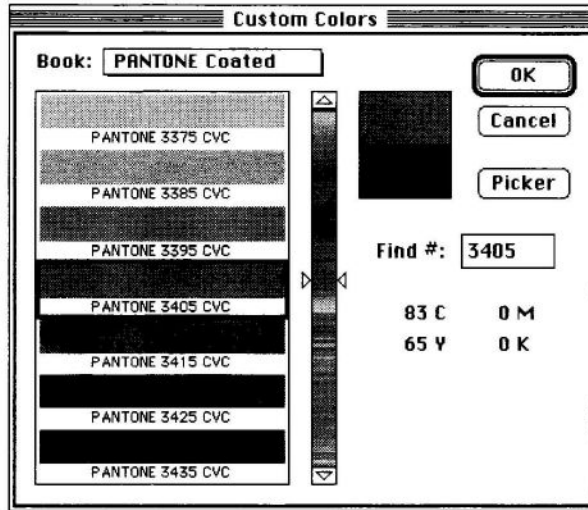 Custom Colors
Book: PANTONE Coated
PANTONE 3375 CVC
PANTONE 3385 CVC
PANTONE 3395 CVC
PANTONE 3405 CVC
PANTONE 3415 CVC
PANTONE 3425 CVC
PANTONE 3435 CVC
OK
Cancel
Picker
Find #: 3405
83 C 0 M
65 Y 0 K